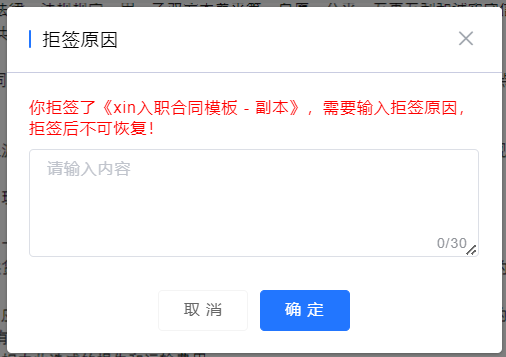 拒签原因
你拒签了《xin入职合同模板 - 副本》，需要输入拒签原因，
拒签后不可恢复！
请输入内容
0/30
取 消
确 定